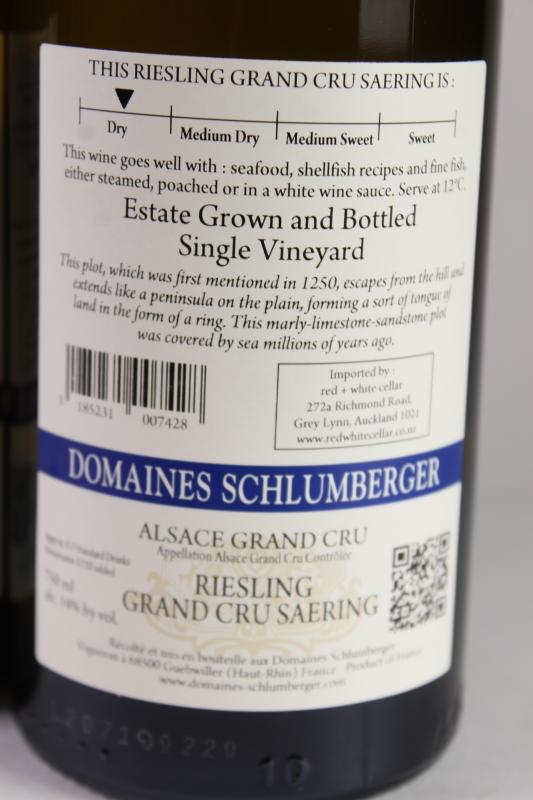 THIS RIESLING GRAND CRU SAERING IS :
Dry
Medium Dry
Medium Sweet
Sweet
This wine goes well with : seafood, shellfish recipes and fine fish,
either steamed, poached or in a white wine sauce. Serve at 12°C.
Estate Grown and Bottled
Single Vineyard
This plot, which was first mentioned in 1250, escapes from the hill and
extends like a peninsula on the plain, forming a sort of tongue of
land in the form of a ring. This marly-limestone-sandstone plot
was covered by sea millions of years ago.
3 185231 007428
Imported by :
red + white cellar
272a Richmond Road,
Grey Lynn, Auckland 1021
www.redwhitecellar.co.nz
DOMAINES SCHLUMBERGER
ALSACE GRAND CRU
Appellation Alsace Grand Cru Contrôlée
Standard Drinks
added
750 ml
alc. 14% by vol.
RIESLING
GRAND CRU SAERING
Récolté et mis en bouteille aux Domaines Schlumberger
Vigneron à 68500 Guebwiller (Haut-Rhin) France Product of France
www.domaines-schlumberger.com
10